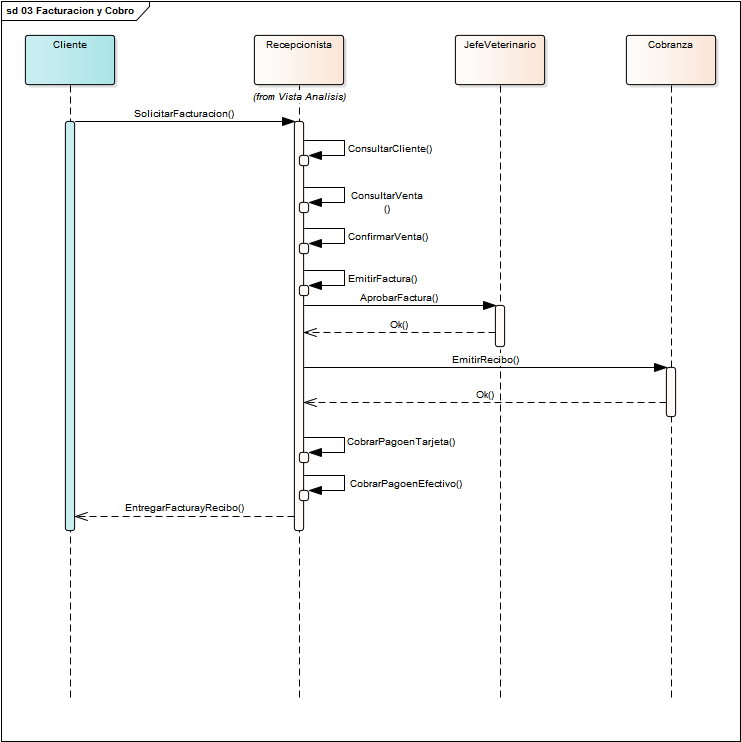 sd 03 Facturacion y Cobro
Cliente
Recepcionista
JefeVeterinario
Cobranza
(from Vista Analisis)
SolicitarFacturacion()
ConsultarCliente()
ConsultarVenta
()
ConfirmarVenta()
EmitirFactura()
AprobarFactura()
Ok()
EmitirRecibo()
Ok()
CobrarPagoenTarjeta()
CobrarPagoenEfectivo()
EntregarFacturayRecibo()